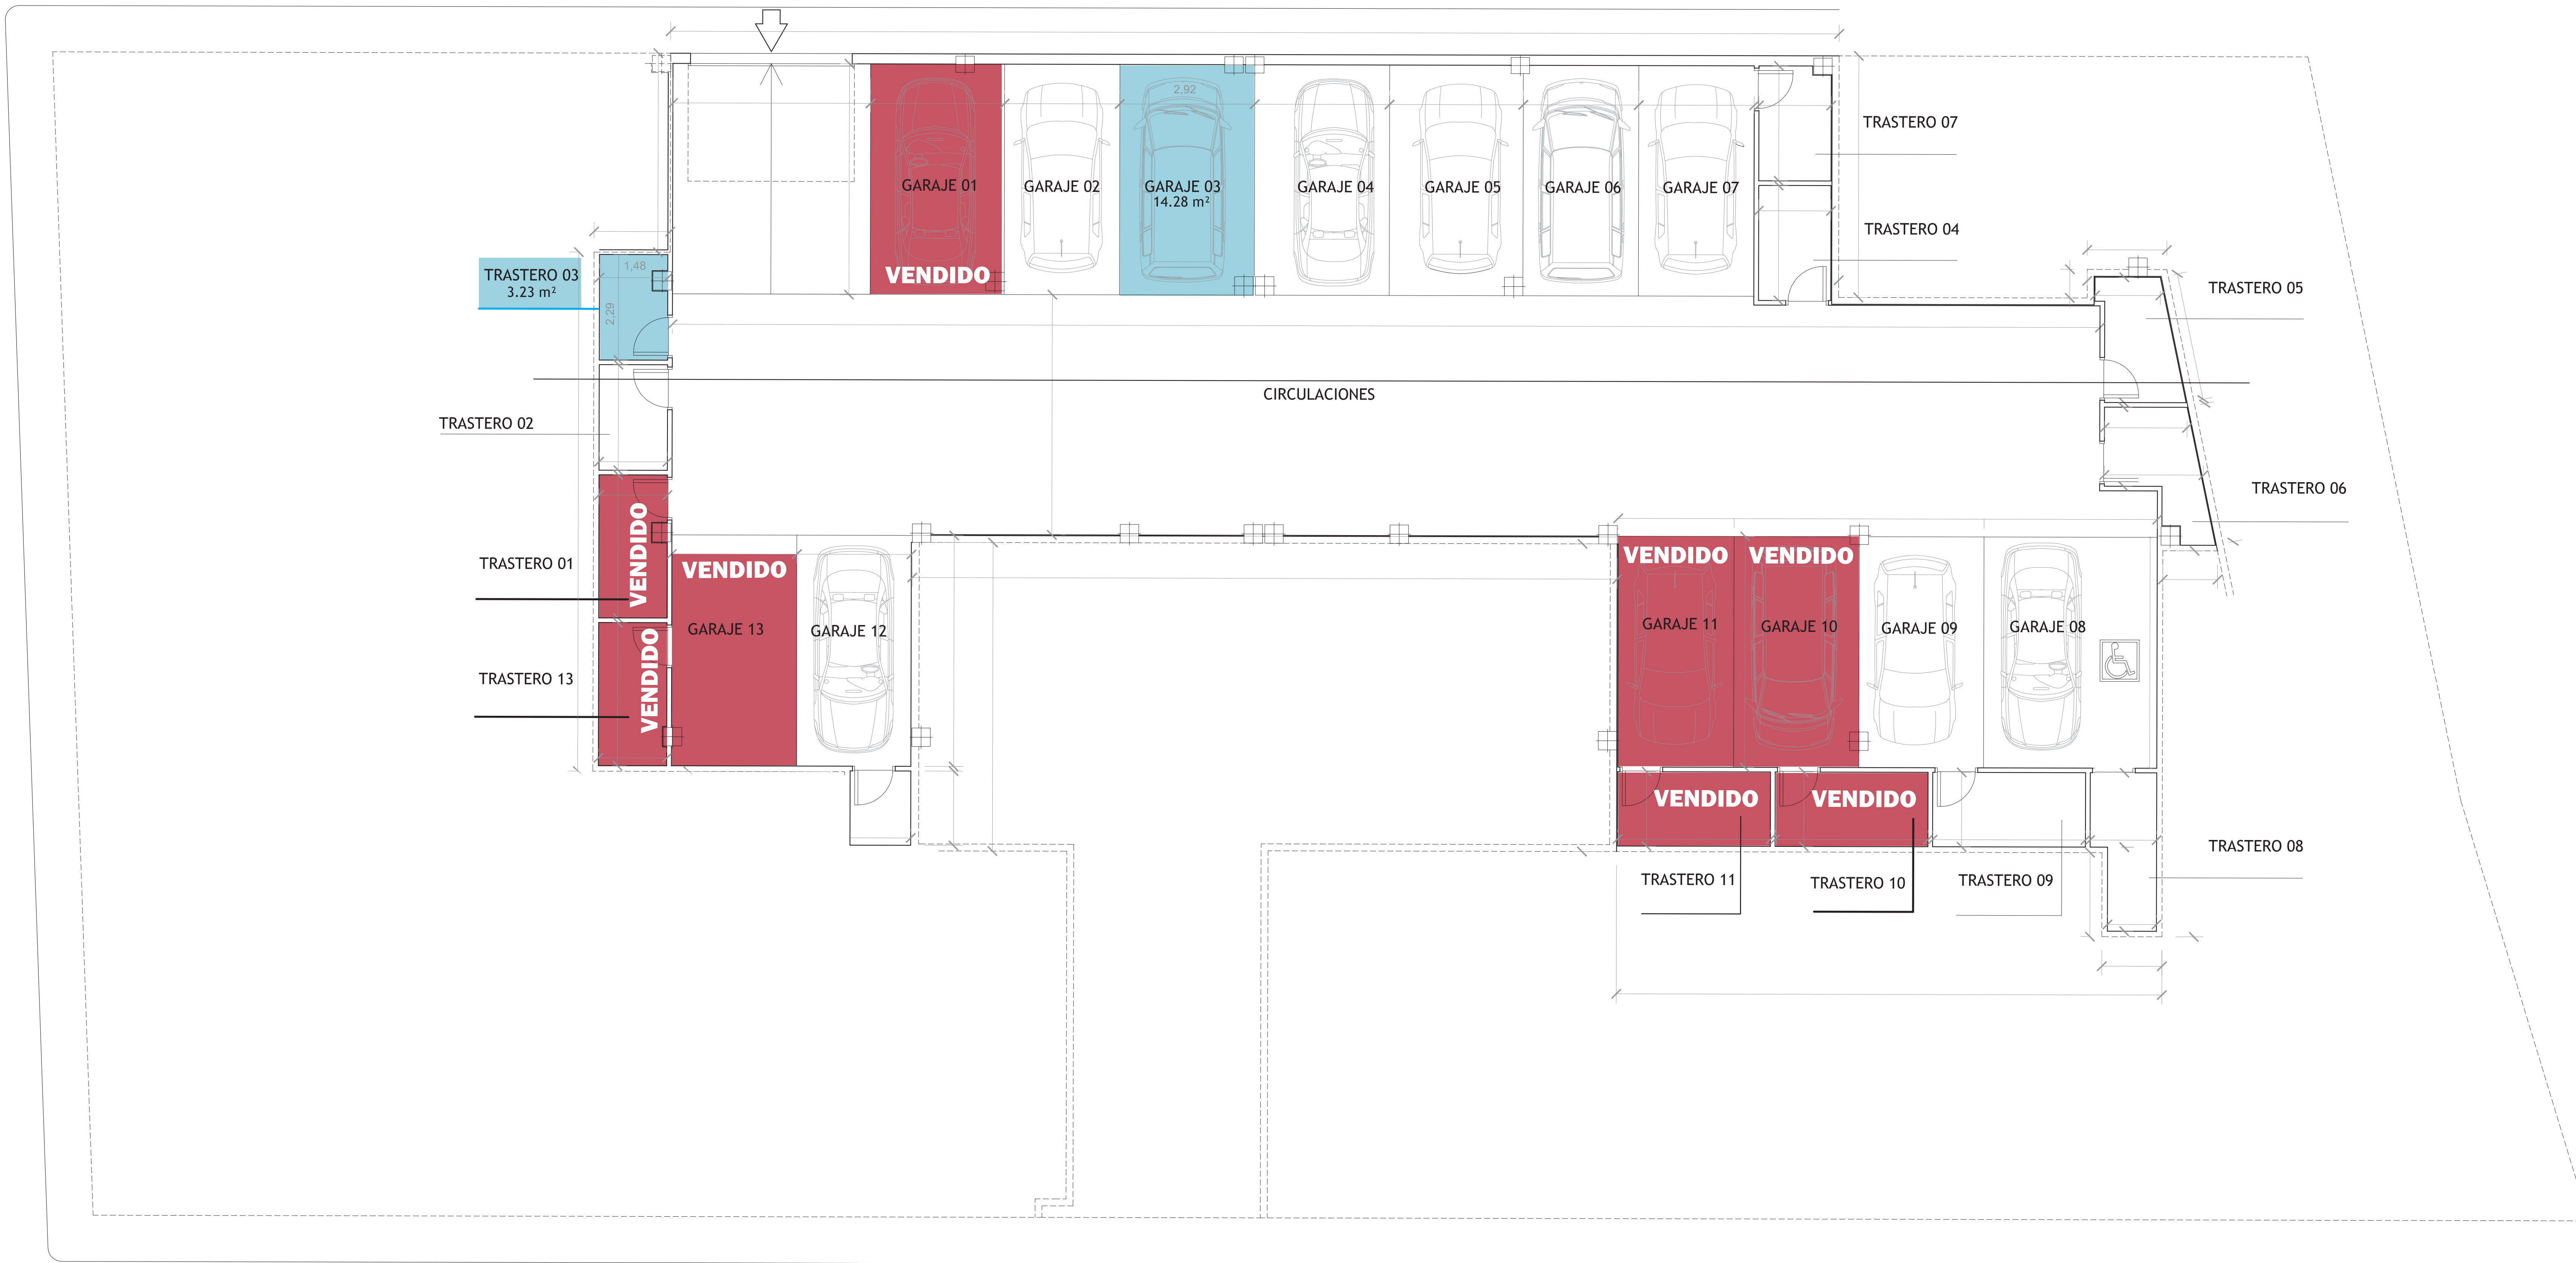 2,92
TRASTERO 07
GARAJE 01
GARAJE 02
GARAJE 03
14.28 m²
GARAJE 04
GARAJE 05
GARAJE 06
GARAJE 07
TRASTERO 04
VENDIDO
TRASTERO 03
3.23 m²
1,48
2,29
TRASTERO 05
CIRCULACIONES
TRASTERO 02
TRASTERO 06
TRASTERO 01
VENDIDO
VENDIDO
GARAJE 13
GARAJE 12
VENDIDO
VENDIDO
GARAJE 11
GARAJE 10
GARAJE 09
GARAJE 08
TRASTERO 13
VENDIDO
VENDIDO
VENDIDO
TRASTERO 08
TRASTERO 11
TRASTERO 10
TRASTERO 09